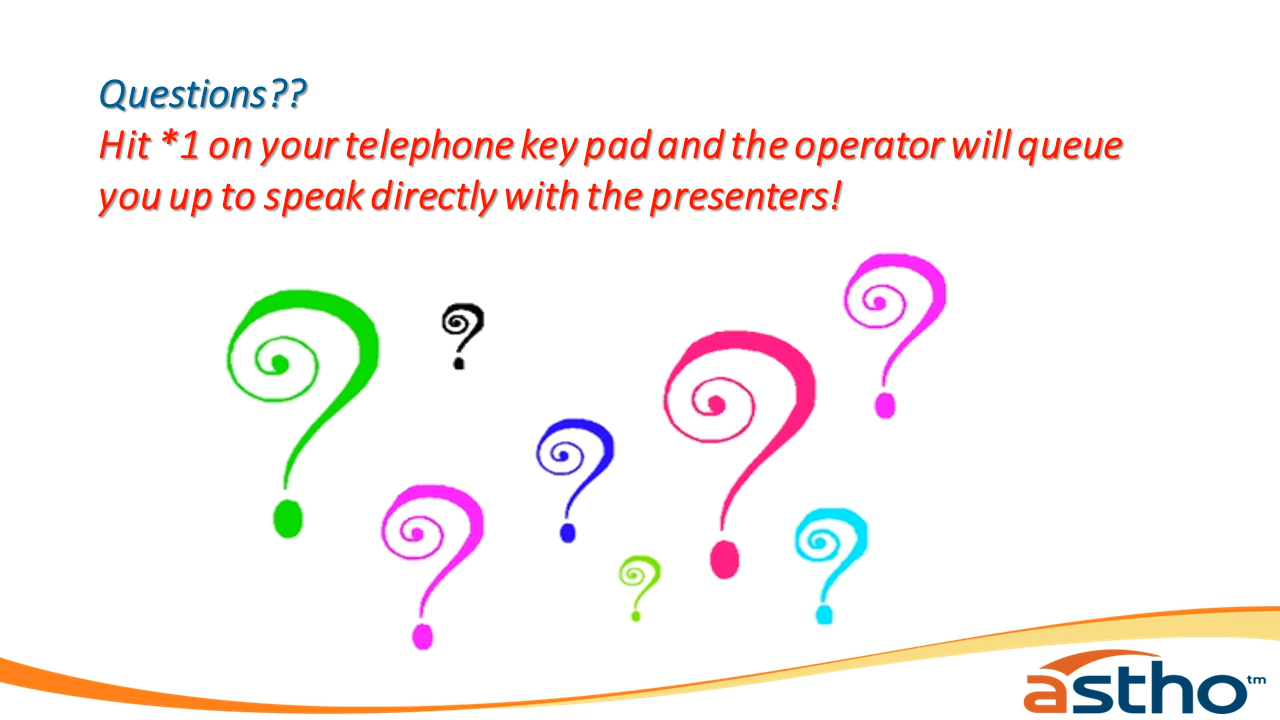 Questions??
Hit *1 on your telephone key pad and the operator will queue
you up to speak directly with the presenters!
astho™